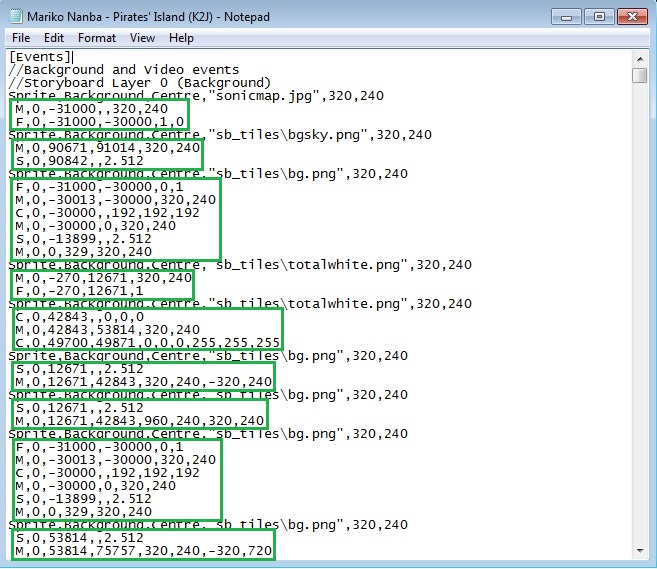 Mariko Nanba - Pirates' Island (K2J) - Notepad
File Edit Format View Help
[Events]
//Background and Video events
//Storyboard Layer 0 (Background)
Sprite,Background,Centre,"sonicmap.jpg",320,240
M,0,-31000,,320,240
F,0,-31000,-30000,1,0
Sprite,Background,Centre,"sb_tiles\bgsky.png",320,240
M,0,90671,91014,320,240
S,0,90842,,2.512
Sprite,Background,Centre,"sb_tiles\bg.png",320,240
F,0,-31000,-30000,0,1
M,0,-30013,-30000,320,240
C,0,-30000,,192,192,192
M,0,-30000,0,320,240
S,0,-13899,,2.512
M,0,0,329,320,240
Sprite,Background,Centre,"sb_tiles\totalwhite.png",320,240
M,0,-270,12671,320,240
F,0,-270,12671,1
Sprite,Background,Centre,"sb_tiles\totalwhite.png",320,240
C,0,42843,,0,0,0
M,0,42843,53814,320,240
C,0,49700,49871,0,0,0,255,255,255
Sprite,Background,Centre,"sb_tiles\bg.png",320,240
S,0,12671,,2.512
M,0,12671,42843,320,240,-320,240
Sprite,Background,Centre,"sb_tiles\bg.png",320,240
S,0,12671,,2.512
M,0,12671,42843,960,240,320,240
Sprite,Background,Centre,"sb_tiles\bg.png",320,240
F,0,-31000,-30000,0,1
M,0,-30013,-30000,320,240
C,0,-30000,,192,192,192
M,0,-30000,0,320,240
S,0,-13899,,2.512
M,0,0,329,320,240
Sprite,Background,Centre,"sb_tiles\bg.png",320,240
S,0,53814,,2.512
M,0,53814,75757,320,240,-320,720